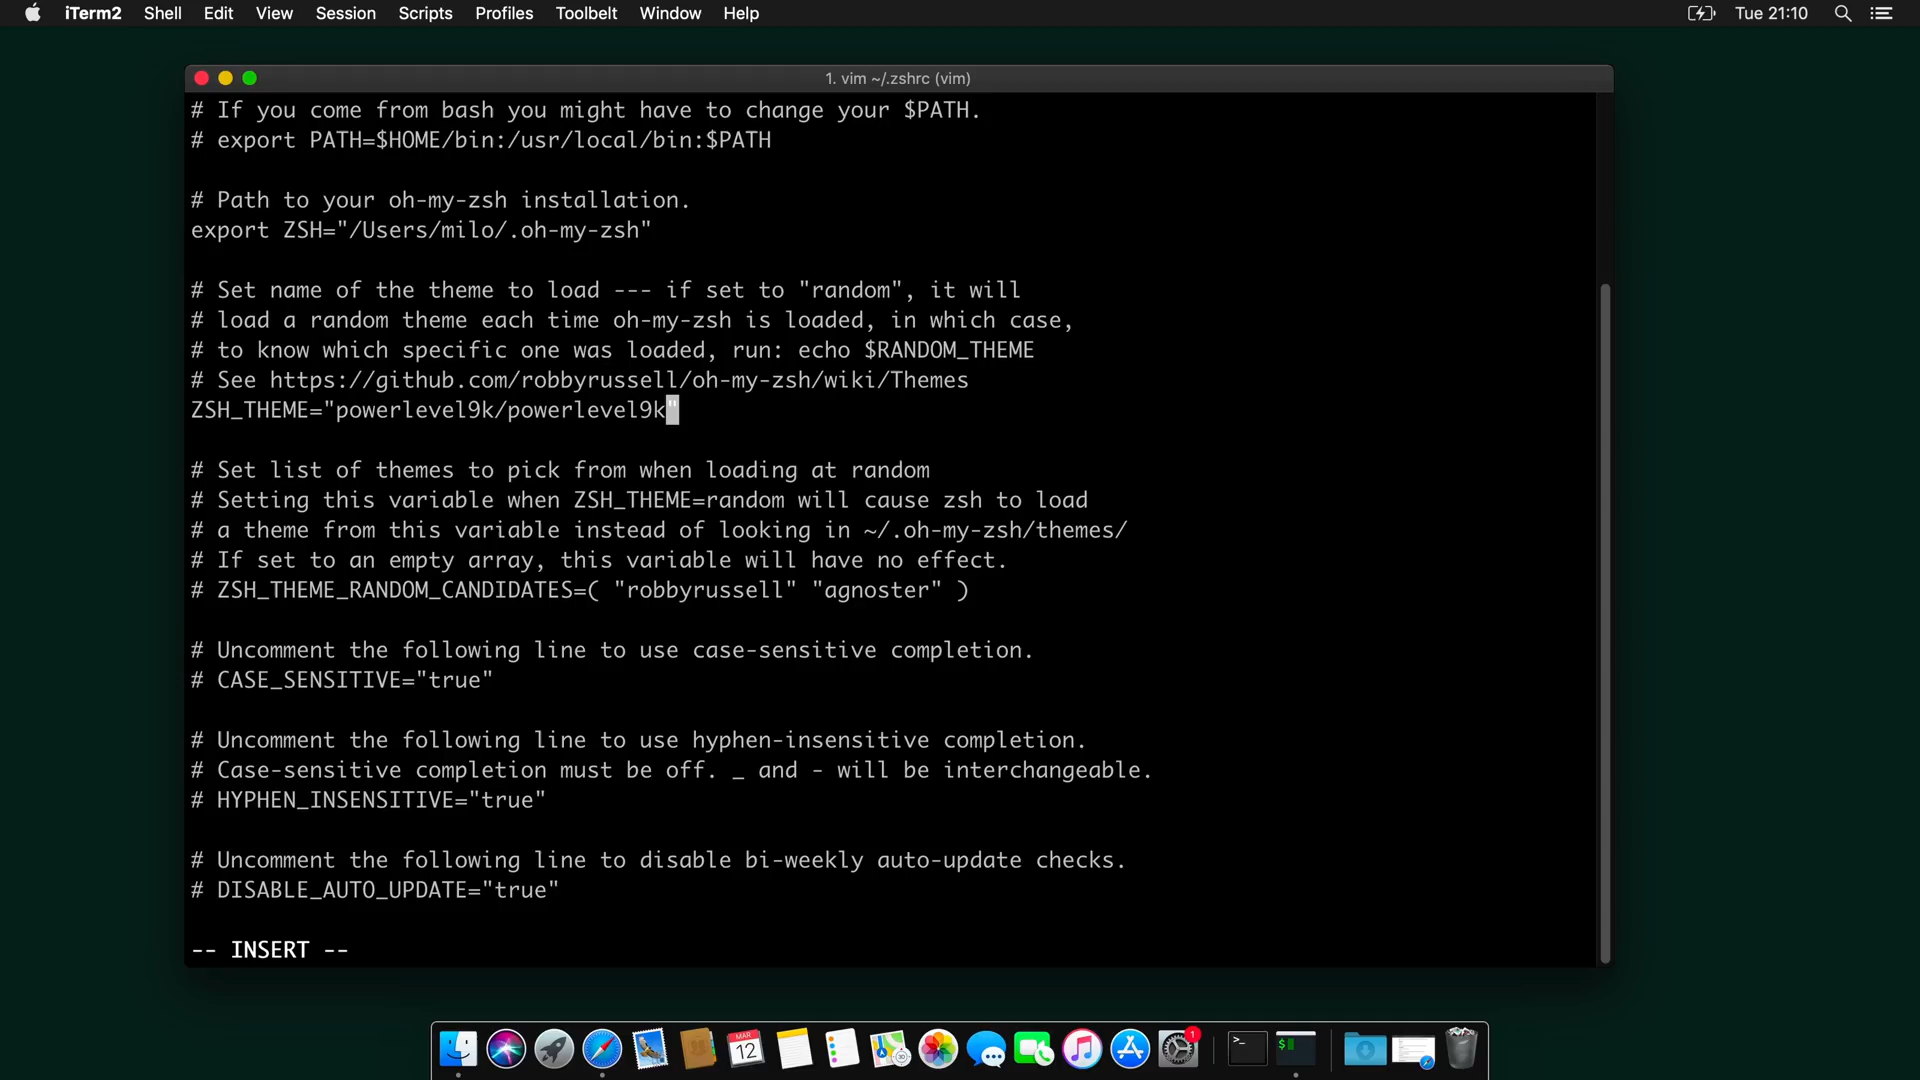 iTerm2 Shell Edit View Session Scripts Profiles Toolbelt Window Help Tue 21:10
1. vim ~/.zshrc (vim)
# If you come from bash you might have to change your $PATH.
# export PATH=$HOME/bin:/usr/local/bin:$PATH
# Path to your oh-my-zsh installation.
export ZSH="/Users/milo/.oh-my-zsh"
# Set name of the theme to load --- if set to "random", it will
# load a random theme each time oh-my-zsh is loaded, in which case,
# to know which specific one was loaded, run: echo $RANDOM_THEME
# See https://github.com/robbyrussell/oh-my-zsh/wiki/Themes
ZSH_THEME="powerlevel9k/powerlevel9k"
# Set list of themes to pick from when loading at random
# Setting this variable when ZSH_THEME=random will cause zsh to load
# a theme from this variable instead of looking in ~/.oh-my-zsh/themes/
# If set to an empty array, this variable will have no effect.
# ZSH_THEME_RANDOM_CANDIDATES=( "robbyrussell" "agnoster" )
# Uncomment the following line to use case-sensitive completion.
# CASE_SENSITIVE="true"
# Uncomment the following line to use hyphen-insensitive completion.
# Case-sensitive completion must be off. _ and - will be interchangeable.
# HYPHEN_INSENSITIVE="true"
# Uncomment the following line to disable bi-weekly auto-update checks.
# DISABLE_AUTO_UPDATE="true"
-- INSERT --
MAR
12
1
>_
$